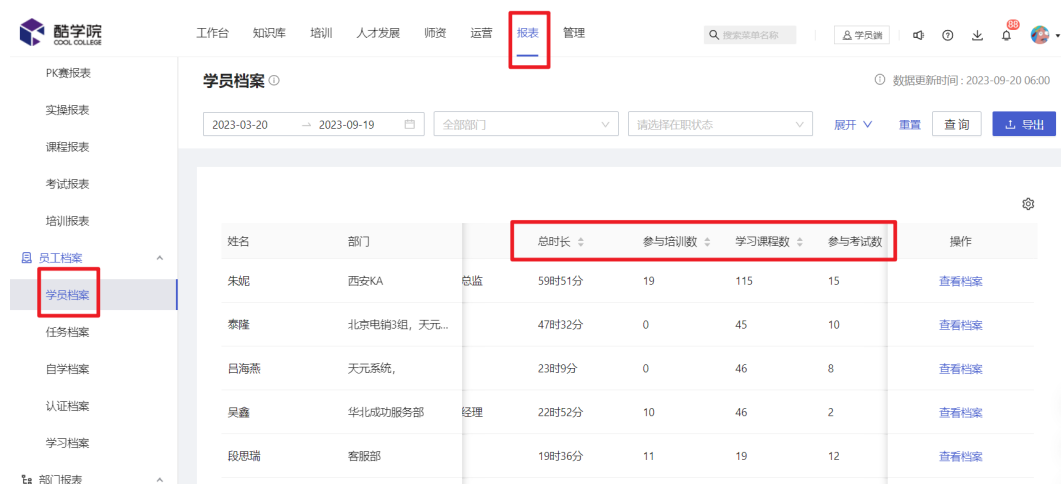 酷学院
COOL COLLEGE
工作台 知识库 培训 人才发展 师资 运营 报表 管理
搜索菜单名称
学员端
88
PK赛报表
实操报表
课程报表
考试报表
培训报表
员工档案
学员档案
任务档案
自学档案
认证档案
学习档案
部门报表
学员档案
数据更新时间 : 2023-09-20 06:00
2023-03-20 → 2023-09-19 全部部门 请选择在职状态 展开 重置 查询 导出
姓名 部门 总时长 参与培训数 学习课程数 参与考试数 操作
朱妮 西安KA 总监 59时51分 19 115 15 查看档案
泰隆 北京电销3组, 天元... 47时32分 0 45 10 查看档案
吕海燕 天元系统, 23时9分 0 46 8 查看档案
吴鑫 华北成功服务部 经理 22时52分 10 46 2 查看档案
段思瑞 客服部 19时36分 11 19 12 查看档案